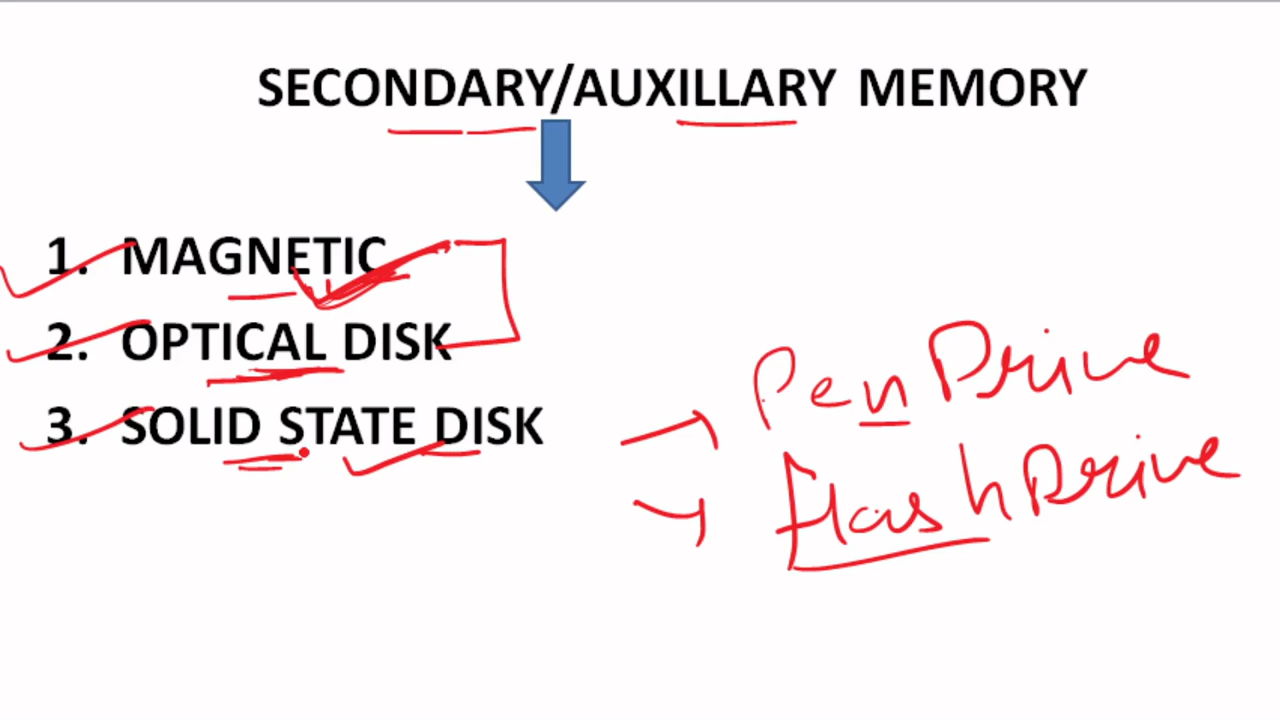 SECONDARY/AUXILLARY MEMORY
1. MAGNETIC
2. OPTICAL DISK
3. SOLID STATE DISK
Pen Drive
Flash Drive